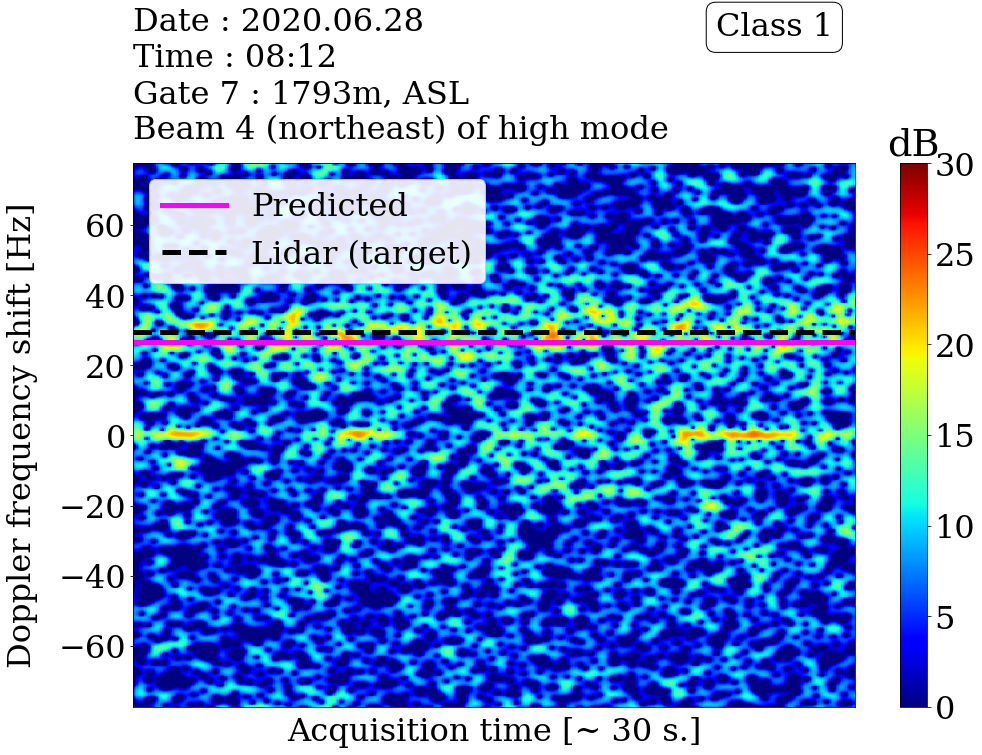 Date : 2020.06.28
Time : 08:12
Gate 7 : 1793m, ASL
Beam 4 (northeast) of high mode
Class 1
dB
Predicted
Lidar (target)
Doppler frequency shift [Hz]
60
40
20
0
−20
−40
−60
Acquisition time [~ 30 s.]
30
25
20
15
10
5
0